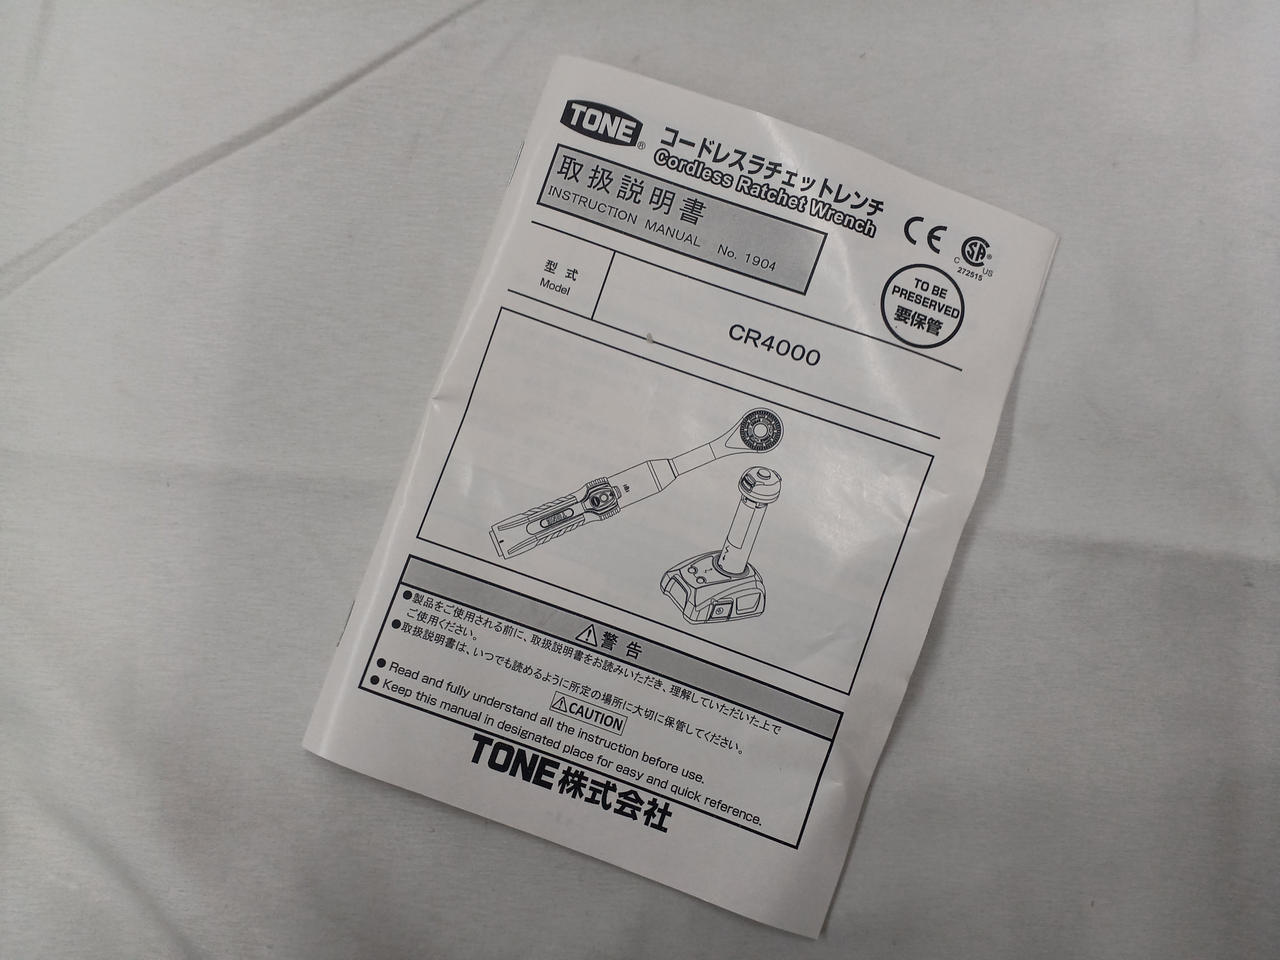 TONE®
コードレスラチェットレンチ
Cordless Ratchet Wrench
取扱説明書
INSTRUCTION MANUAL No. 1904
CE
C SA® US
272515
TO BE
PRESERVED
要保管
型式
Model
CR4000
警告
●製品をご使用される前に、取扱説明書をお読みいただき、理解していただいた上で
ご使用ください。
●取扱説明書は、いつでも読めるように所定の場所に大切に保管してください。
CAUTION
● Read and fully understand all the instruction before use.
● Keep this manual in designated place for easy and quick reference.
TONE株式会社